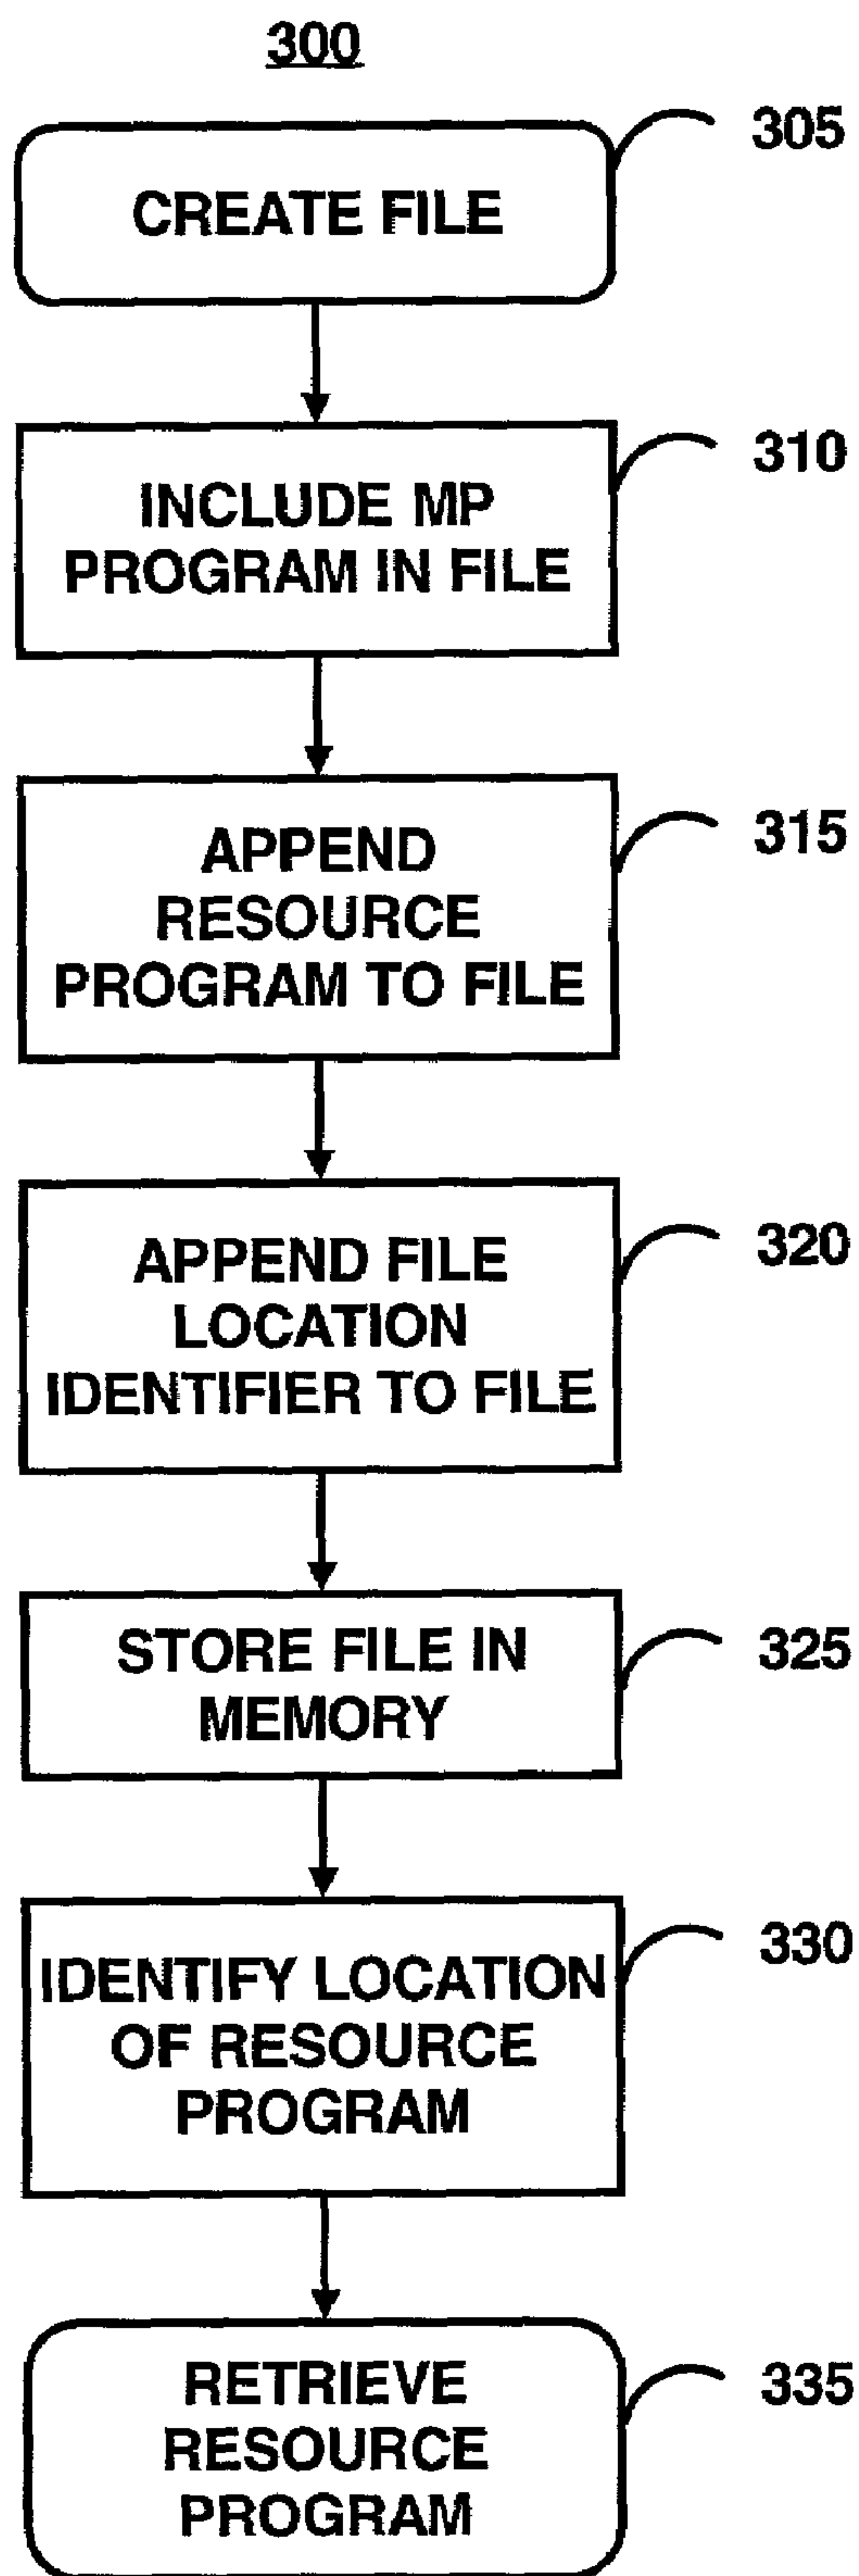 300
305
CREATE FILE
310
INCLUDE MP
PROGRAM IN FILE
315
APPEND
RESOURCE
PROGRAM TO FILE
320
APPEND FILE
LOCATION
IDENTIFIER TO FILE
325
STORE FILE IN
MEMORY
330
IDENTIFY LOCATION
OF RESOURCE
PROGRAM
335
RETRIEVE
RESOURCE
PROGRAM